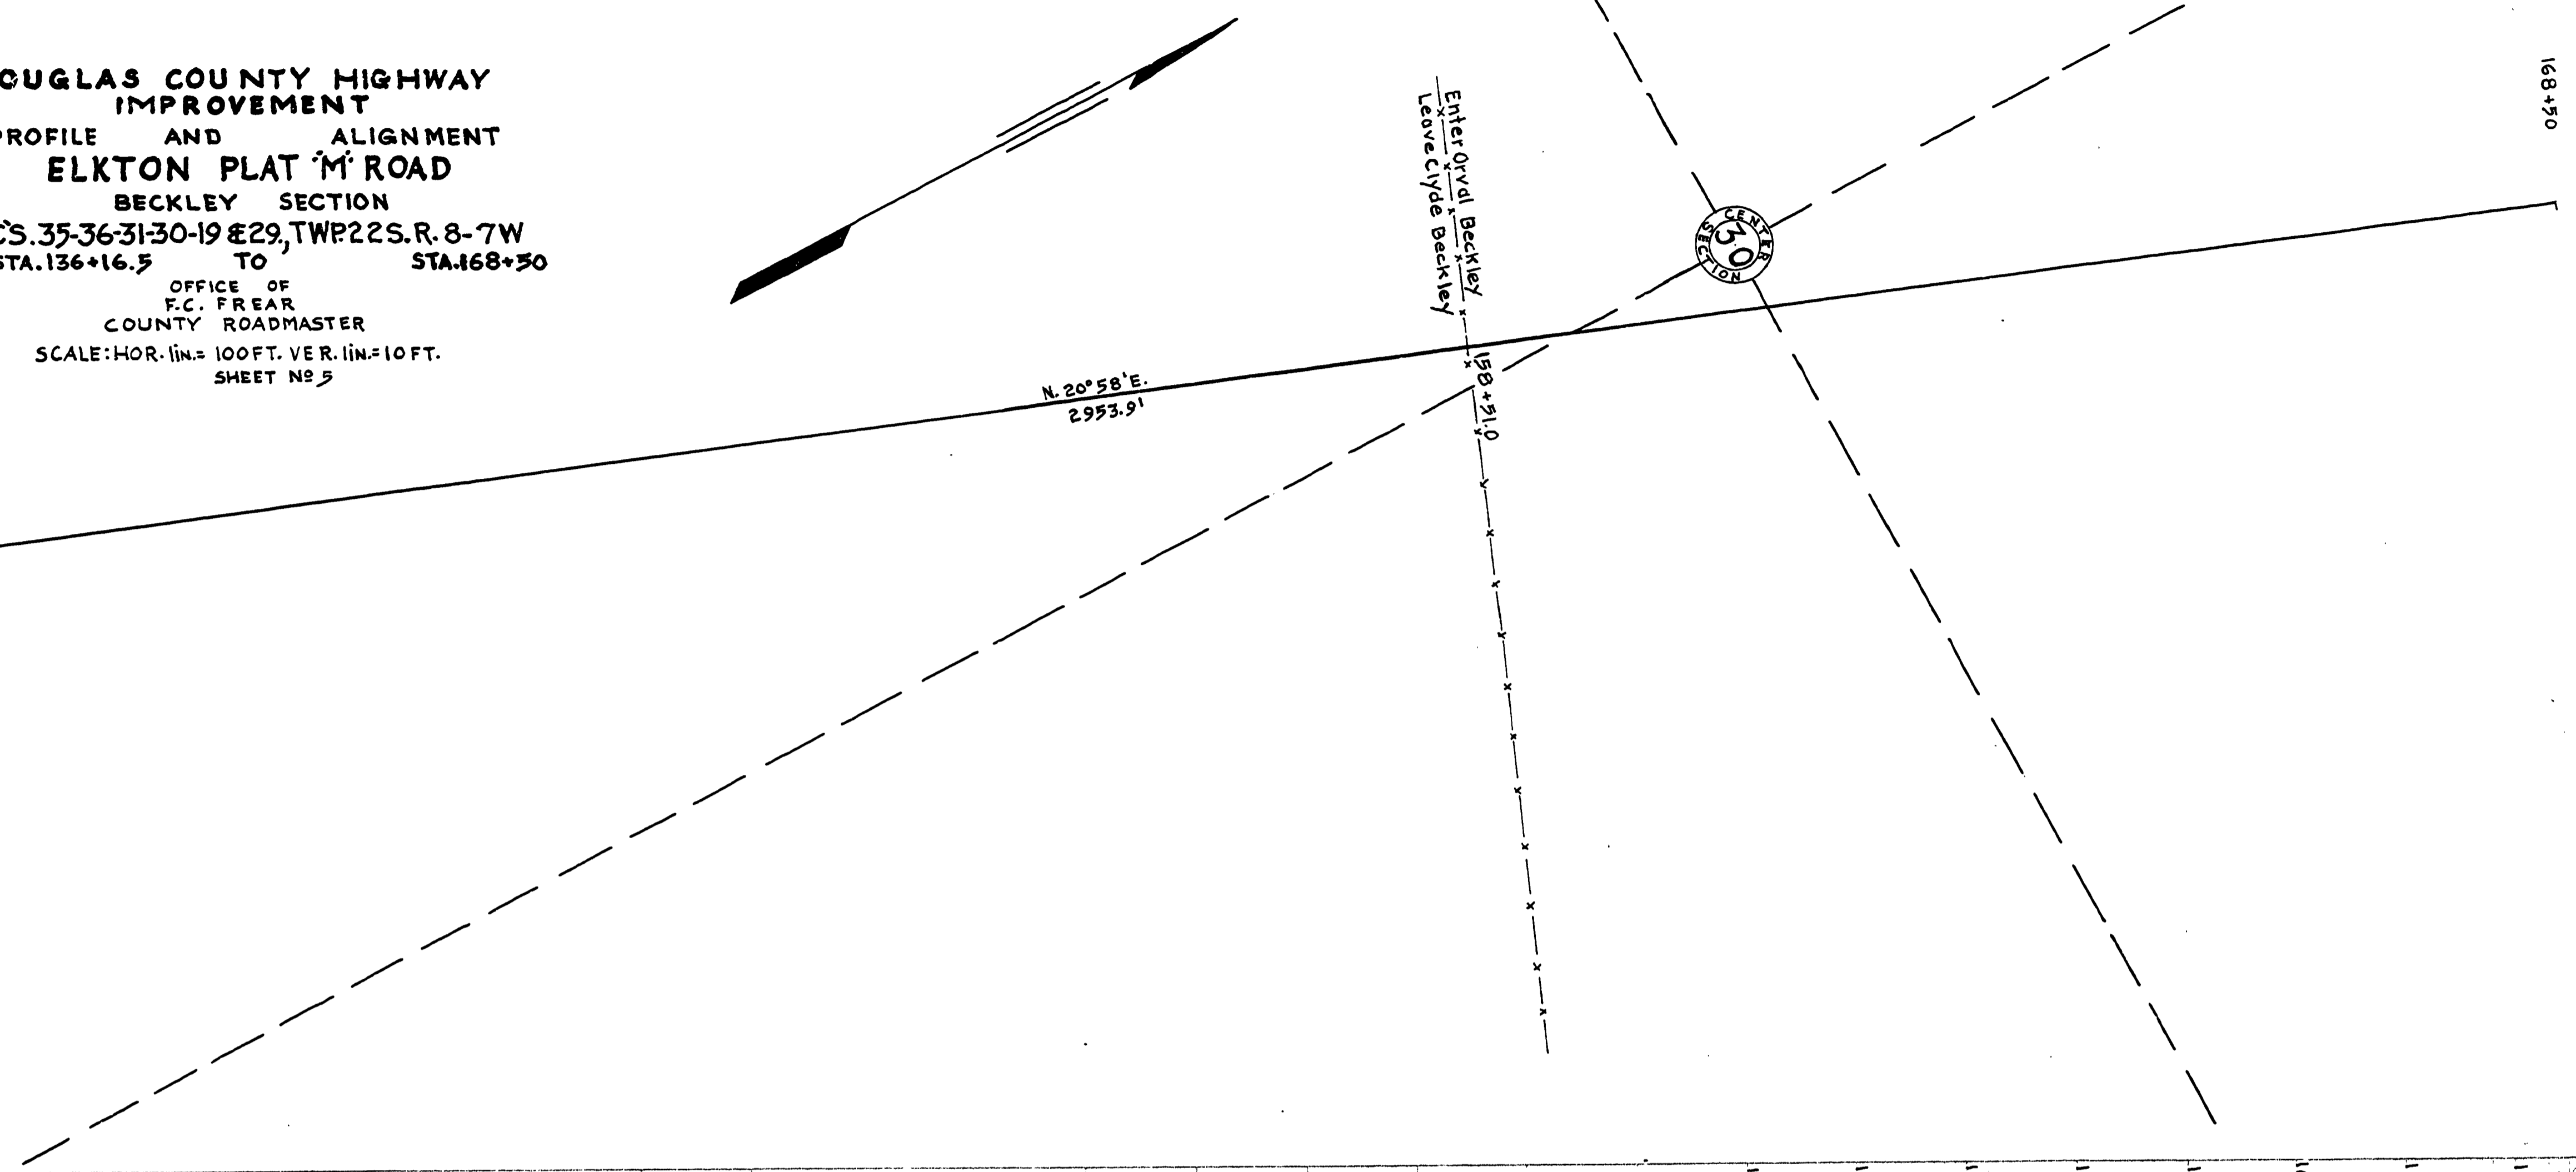 OUGLAS COUNTY HIGHWAY
IMPROVEMENT
ROFILE AND ALIGNMENT
ELKTON PLAT "M" ROAD
BECKLEY SECTION
'S. 35-36-31-30-19 & 29, TWP. 22 S. R. 8-7 W
STA. 136+16.5 TO STA. 168+50
OFFICE OF
F.C. FREAR
COUNTY ROADMASTER
SCALE: HOR. 1in.= 100 FT. VER. 1in.= 10 FT.
SHEET Nº 5
N. 20° 58' E.
2953.9'
Enter Orval Beckley
Leave Clyde Beckley
158+51.0
CENTER
30
SECTION
168+50